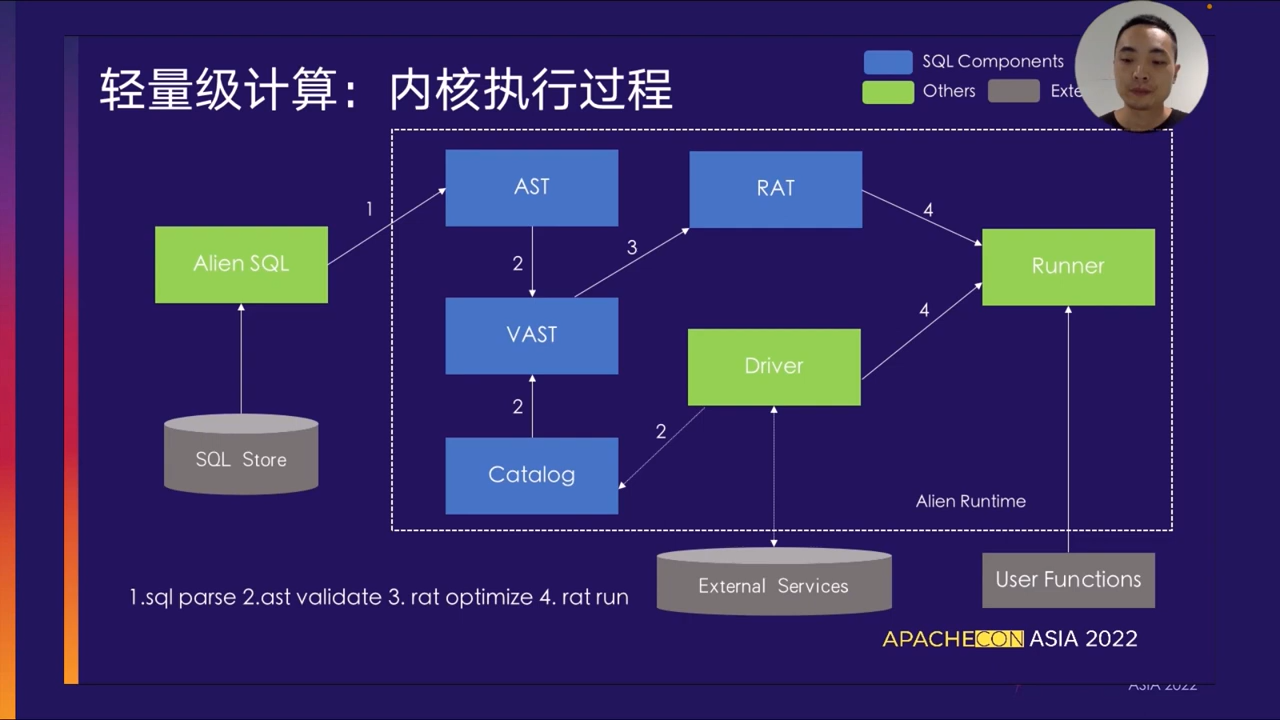 轻量级计算：内核执行过程
SQL Components
Others
AST
RAT
1
4
Alien SQL
2
3
Runner
VAST
4
Driver
2
2
SQL Store
Catalog
Alien Runtime
External Services
User Functions
1.sql parse 2.ast validate 3. rat optimize 4. rat run
APACHECON ASIA 2022
ASIA 2022